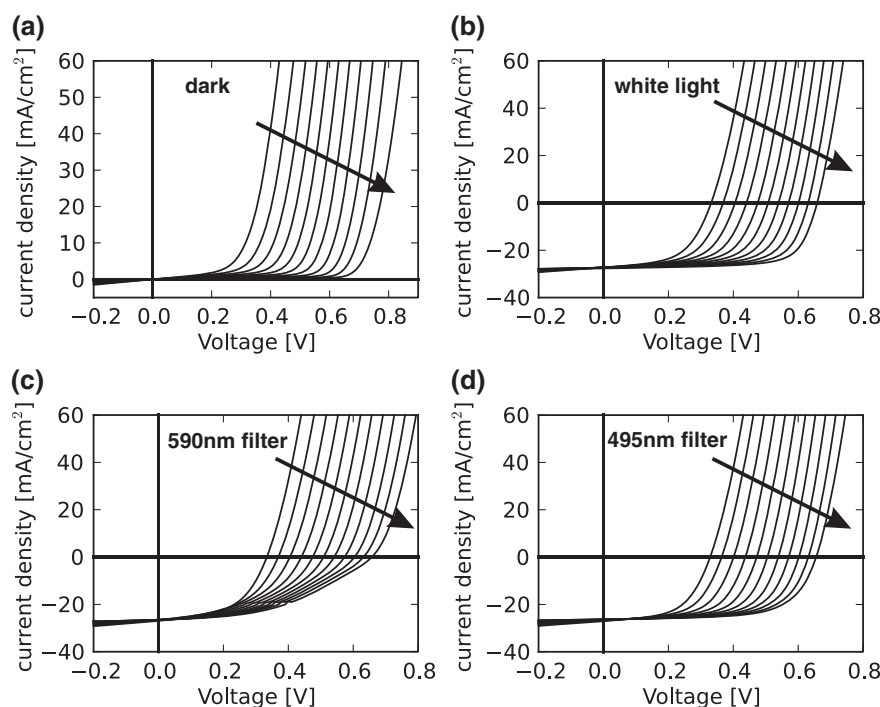 (a)
dark
60
50
40
30
20
10
0
−0.2 0.0 0.2 0.4 0.6 0.8
Voltage [V]
current density [mA/cm²]
(b)
white light
60
40
20
0
−20
−40
−0.2 0.0 0.2 0.4 0.6 0.8
Voltage [V]
current density [mA/cm²]
(c)
590nm filter
60
40
20
0
−20
−40
−0.2 0.0 0.2 0.4 0.6 0.8
Voltage [V]
current density [mA/cm²]
(d)
495nm filter
60
40
20
0
−20
−40
−0.2 0.0 0.2 0.4 0.6 0.8
Voltage [V]
current density [mA/cm²]